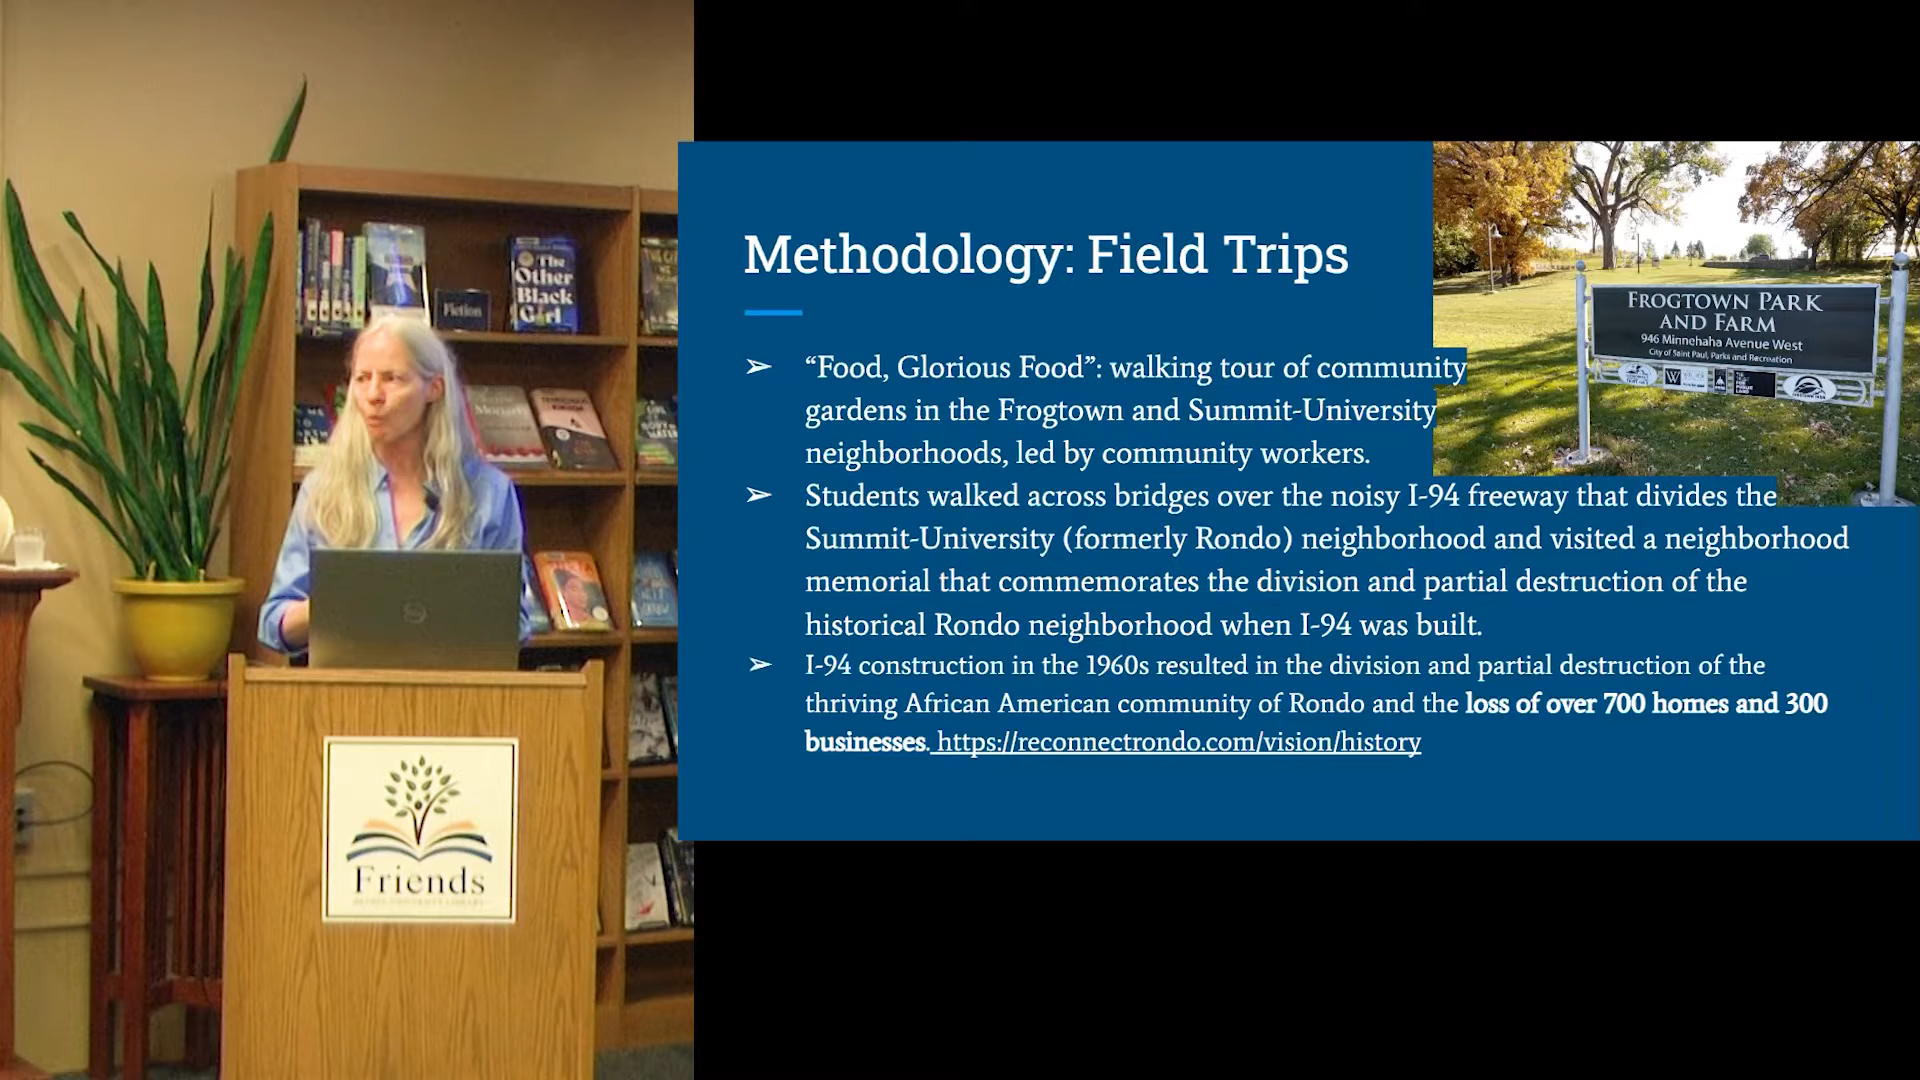 The
Other
Black
Girl
Fiction
Friends
Methodology: Field Trips
➢ “Food, Glorious Food”: walking tour of community
gardens in the Frogtown and Summit-University
neighborhoods, led by community workers.
➢ Students walked across bridges over the noisy I-94 freeway that divides the
Summit-University (formerly Rondo) neighborhood and visited a neighborhood
memorial that commemorates the division and partial destruction of the
historical Rondo neighborhood when I-94 was built.
➢ I-94 construction in the 1960s resulted in the division and partial destruction of the
thriving African American community of Rondo and the loss of over 700 homes and 300
businesses. https://reconnectrondo.com/vision/history
FROGTOWN PARK
AND FARM
946 Minnehaha Avenue West
City of Saint Paul, Parks and Recreation